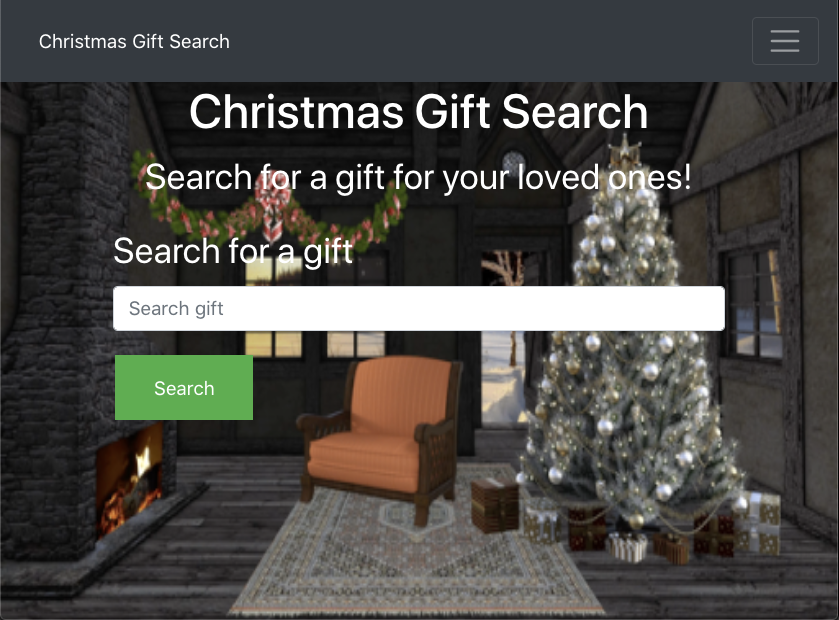 Christmas Gift Search
Christmas Gift Search
Search for a gift for your loved ones!
Search for a gift
Search gift
Search